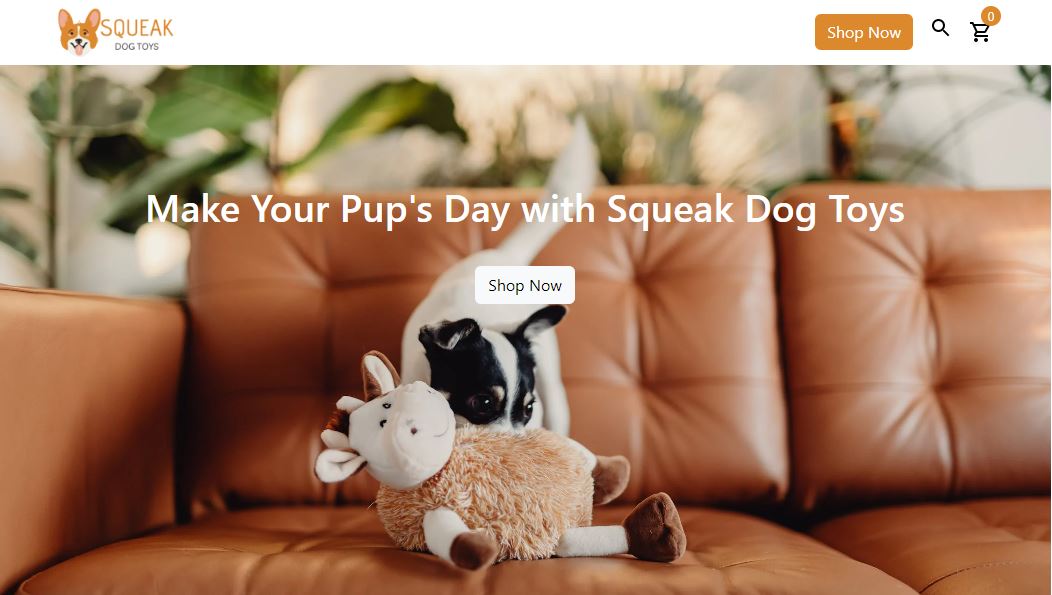 SQUEAK
DOG TOYS
Shop Now
0
Make Your Pup's Day with Squeak Dog Toys
Shop Now